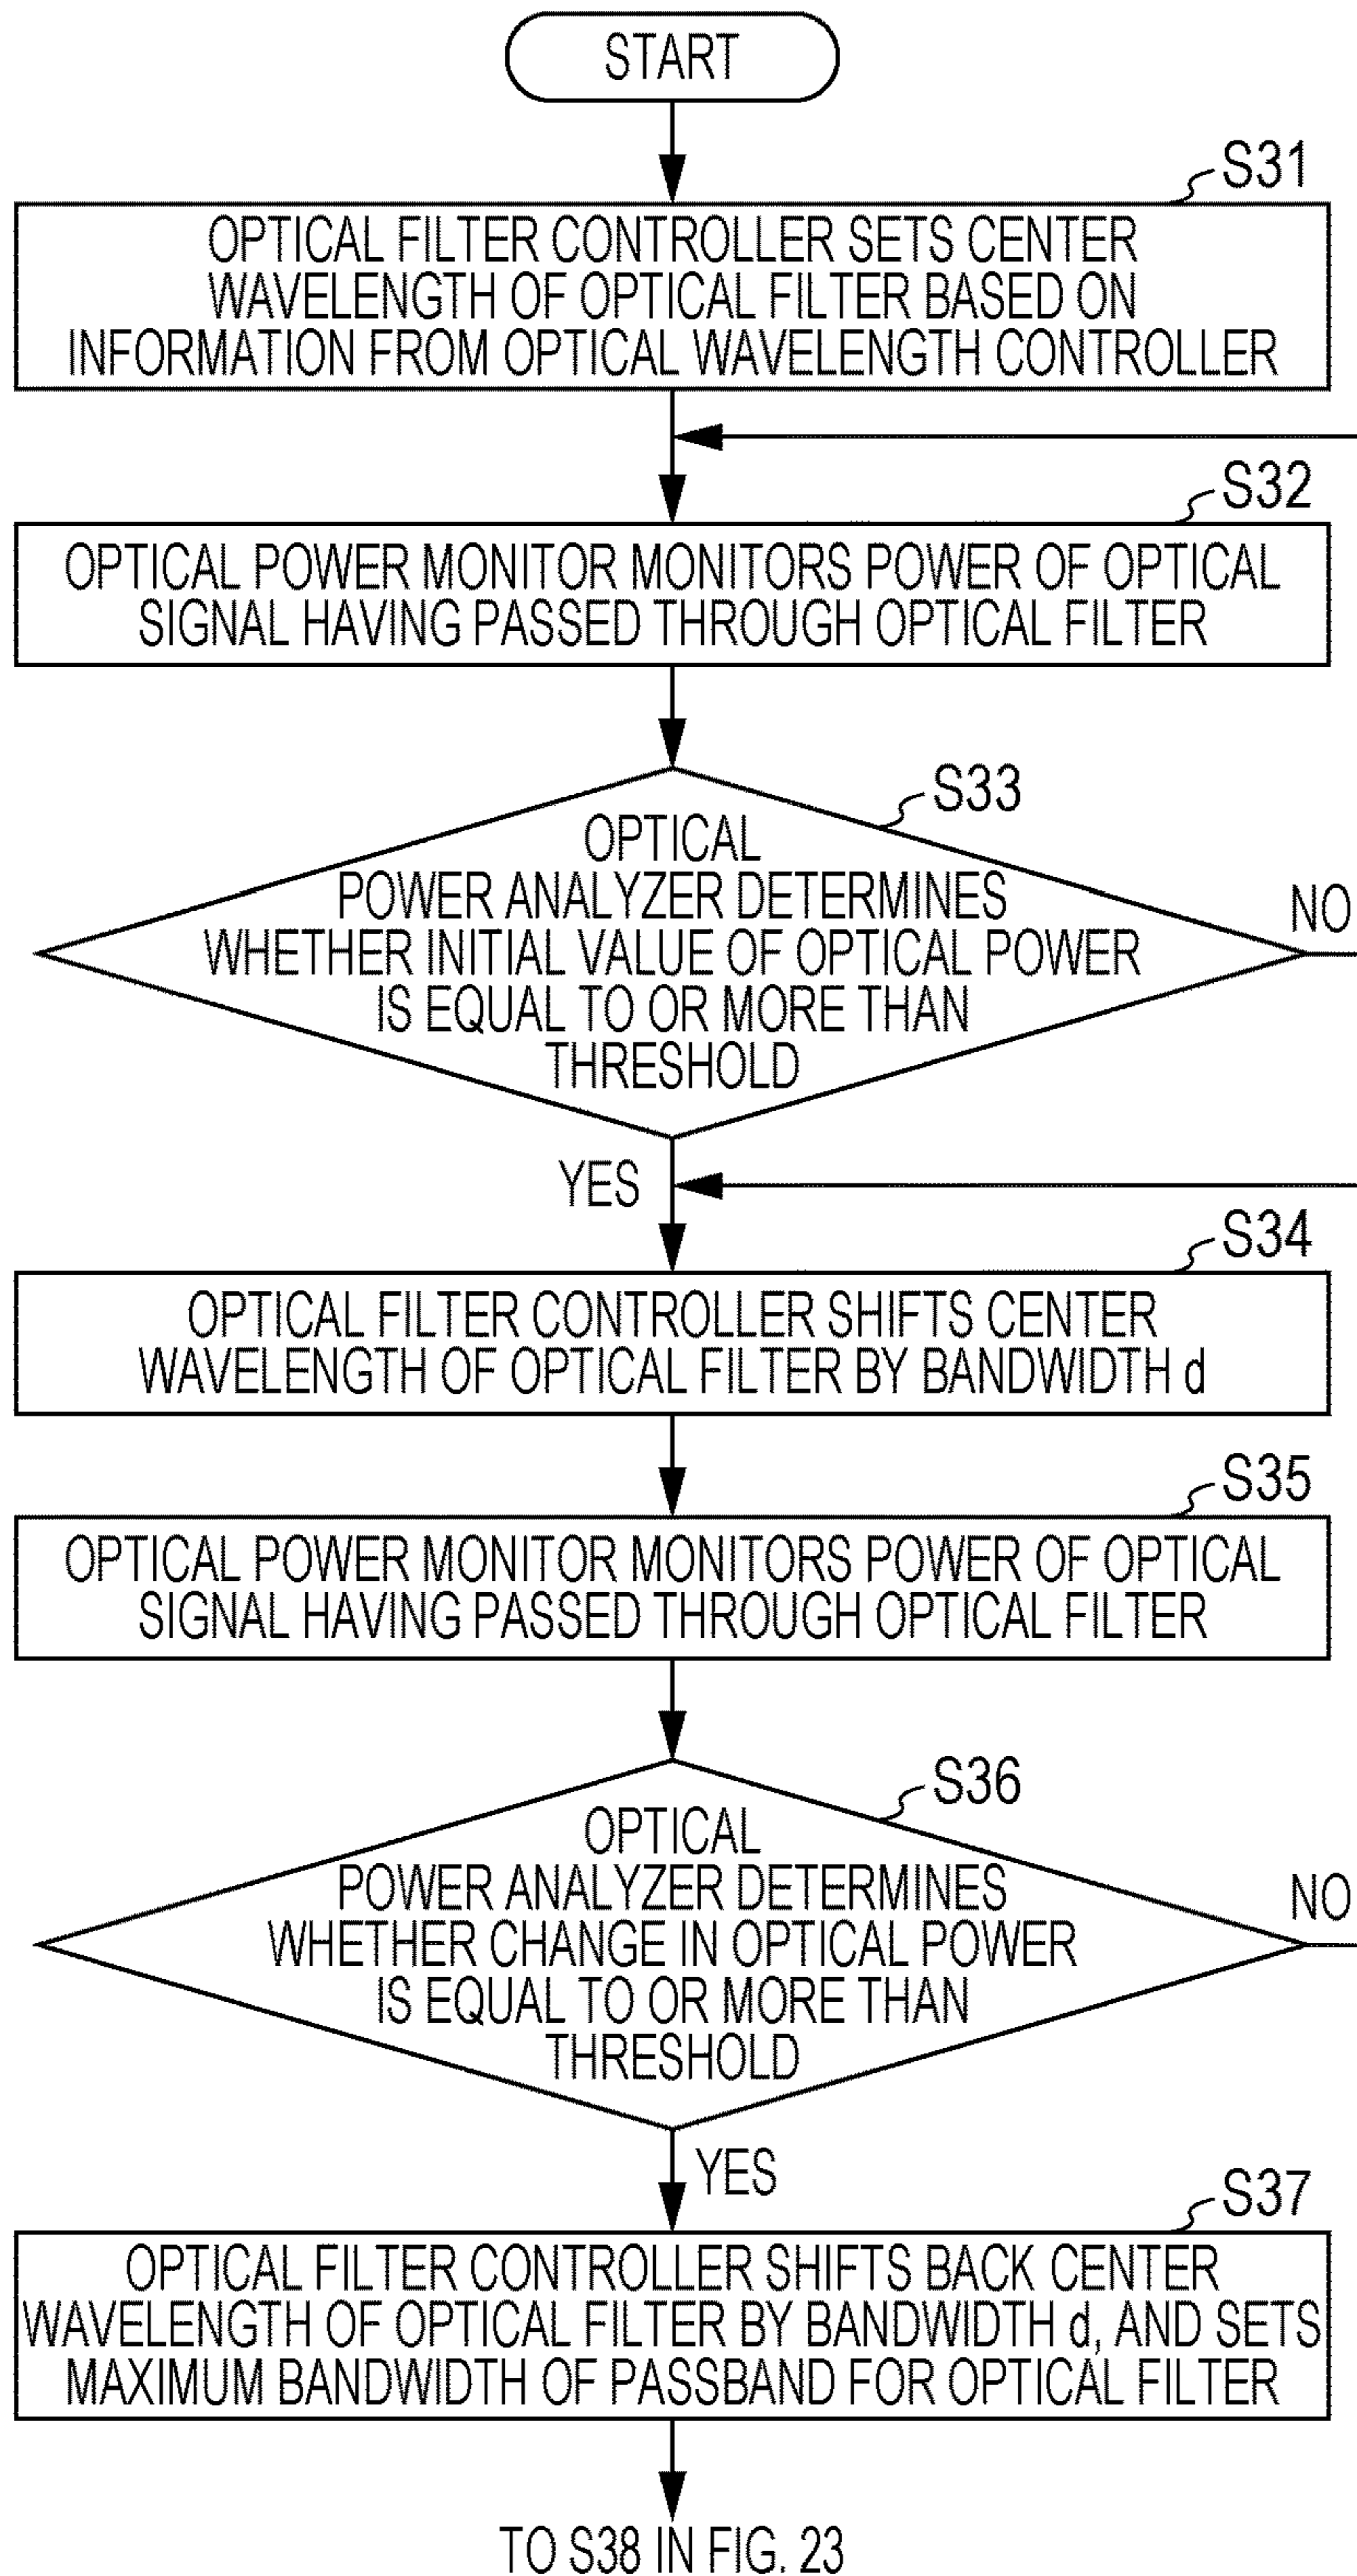 START
S31
OPTICAL FILTER CONTROLLER SETS CENTER
WAVELENGTH OF OPTICAL FILTER BASED ON
INFORMATION FROM OPTICAL WAVELENGTH CONTROLLER
S32
OPTICAL POWER MONITOR MONITORS POWER OF OPTICAL
SIGNAL HAVING PASSED THROUGH OPTICAL FILTER
S33
OPTICAL
POWER ANALYZER DETERMINES
WHETHER INITIAL VALUE OF OPTICAL POWER
IS EQUAL TO OR MORE THAN
THRESHOLD
NO
YES
S34
OPTICAL FILTER CONTROLLER SHIFTS CENTER
WAVELENGTH OF OPTICAL FILTER BY BANDWIDTH d
S35
OPTICAL POWER MONITOR MONITORS POWER OF OPTICAL
SIGNAL HAVING PASSED THROUGH OPTICAL FILTER
S36
OPTICAL
POWER ANALYZER DETERMINES
WHETHER CHANGE IN OPTICAL POWER
IS EQUAL TO OR MORE THAN
THRESHOLD
NO
YES
S37
OPTICAL FILTER CONTROLLER SHIFTS BACK CENTER
WAVELENGTH OF OPTICAL FILTER BY BANDWIDTH d, AND SETS
MAXIMUM BANDWIDTH OF PASSBAND FOR OPTICAL FILTER
TO S38 IN FIG. 23